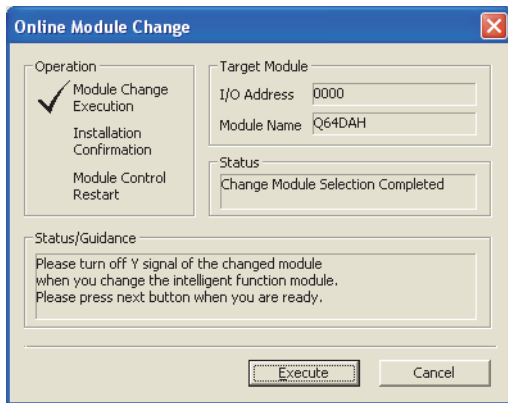 Online Module Change
Operation
Module Change
Execution
Installation
Confirmation
Module Control
Restart
Target Module
I/O Address 0000
Module Name Q64DAH
Status
Change Module Selection Completed
Status/Guidance
Please turn off Y signal of the changed module
when you change the intelligent function module.
Please press next button when you are ready.
Execute
Cancel